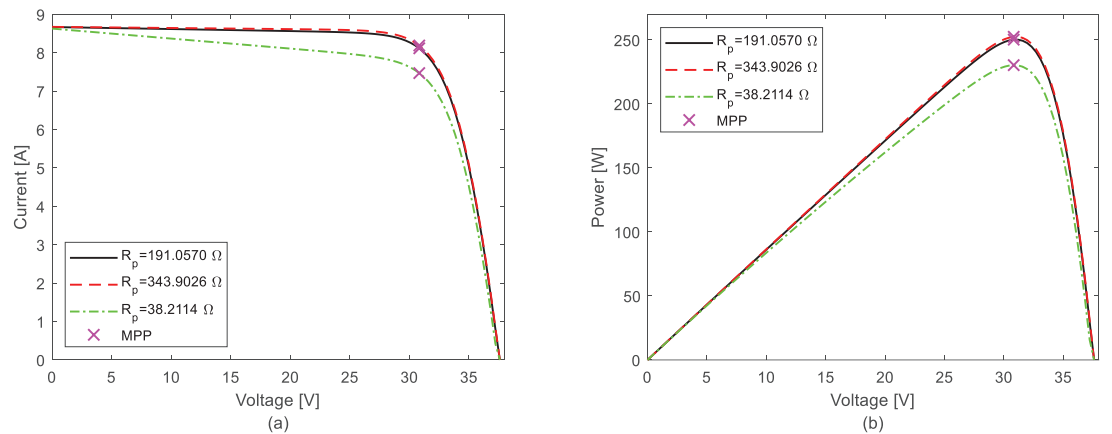 9
8
7
6
5
4
3
2
1
0
Current [A]
Rp=191.0570 Ω
Rp=343.9026 Ω
Rp=38.2114 Ω
MPP
0 5 10 15 20 25 30 35
Voltage [V]
(a)
250
200
150
100
50
0
Power [W]
Rp=191.0570 Ω
Rp=343.9026 Ω
Rp=38.2114 Ω
MPP
0 5 10 15 20 25 30 35
Voltage [V]
(b)